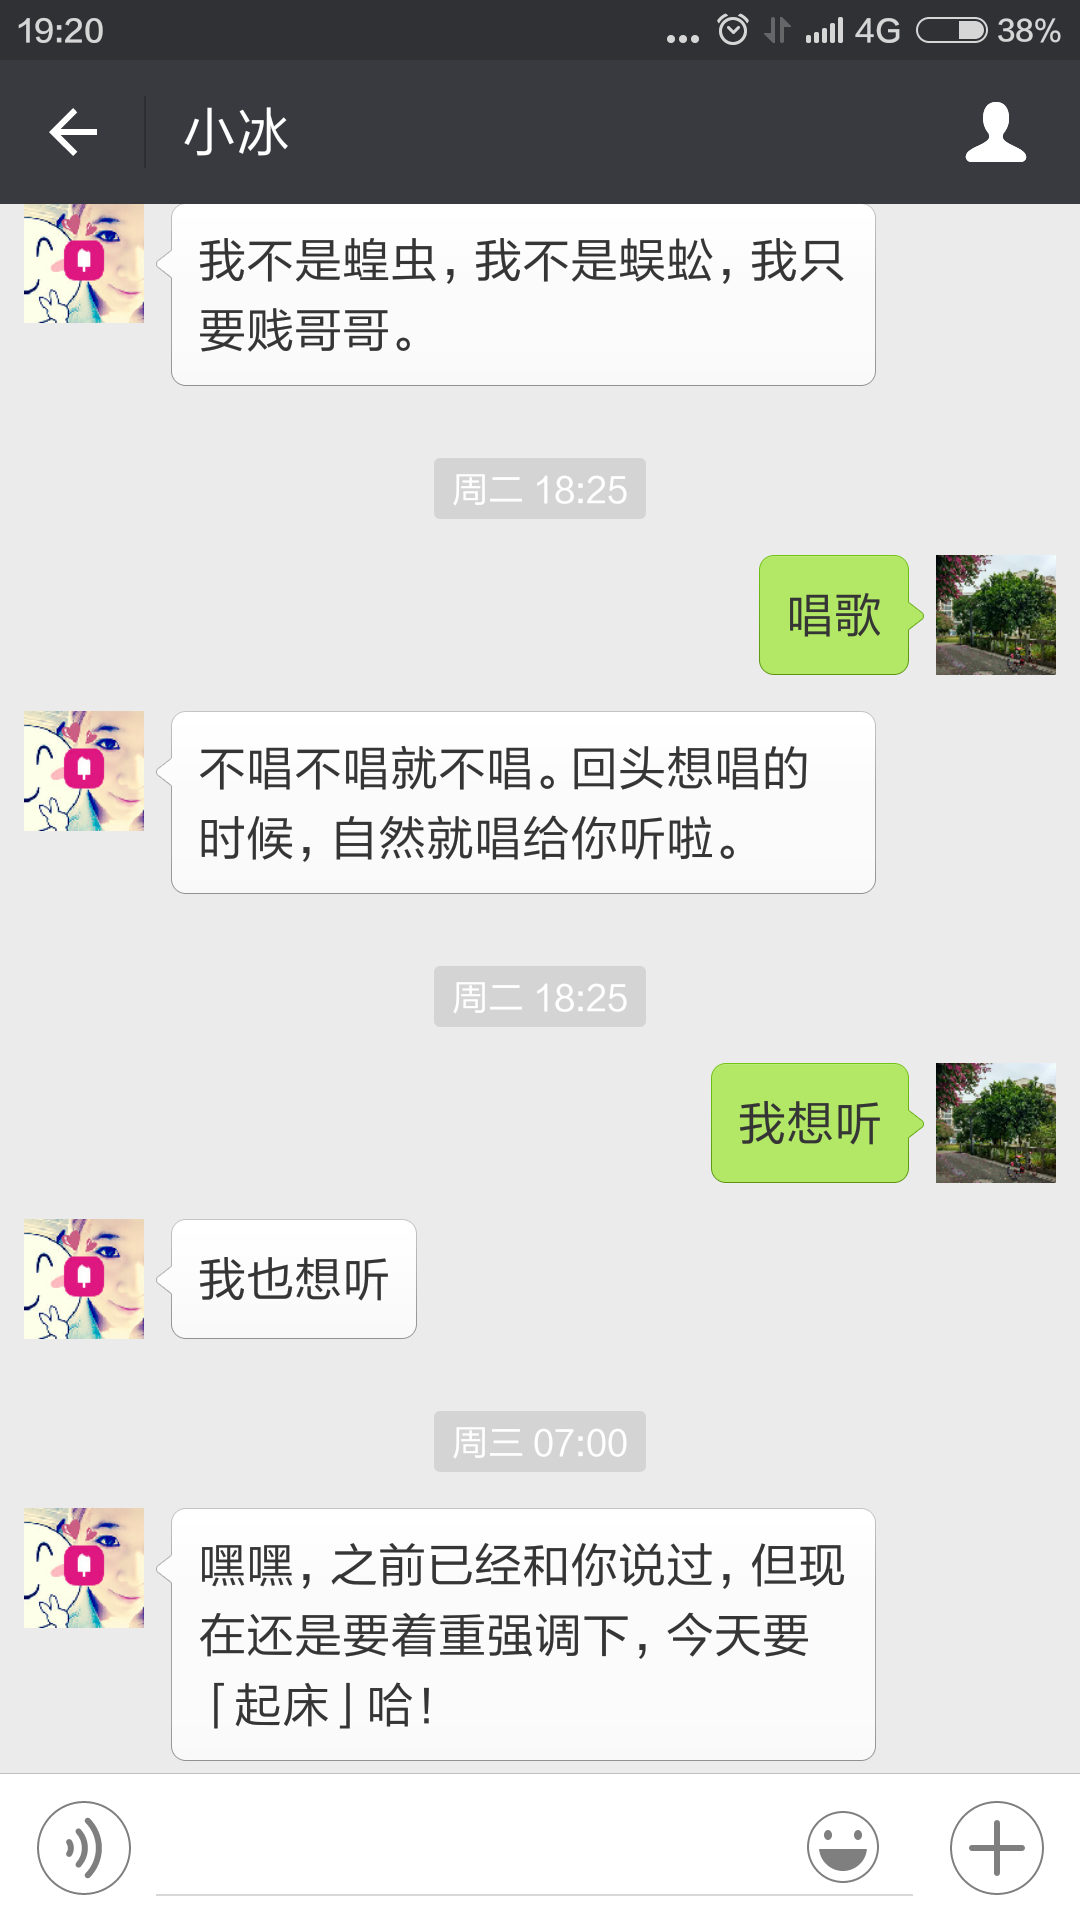 19:20
4G
38%
小冰
我不是蝗虫,我不是蜈蚣,我只
要贱哥哥。
周二 18:25
唱歌
不唱不唱就不唱。回头想唱的
时候,自然就唱给你听啦。
周二 18:25
我想听
我也想听
周三 07:00
嘿嘿,之前已经和你说过,但现
在还是要着重强调下,今天要
「起床」哈!